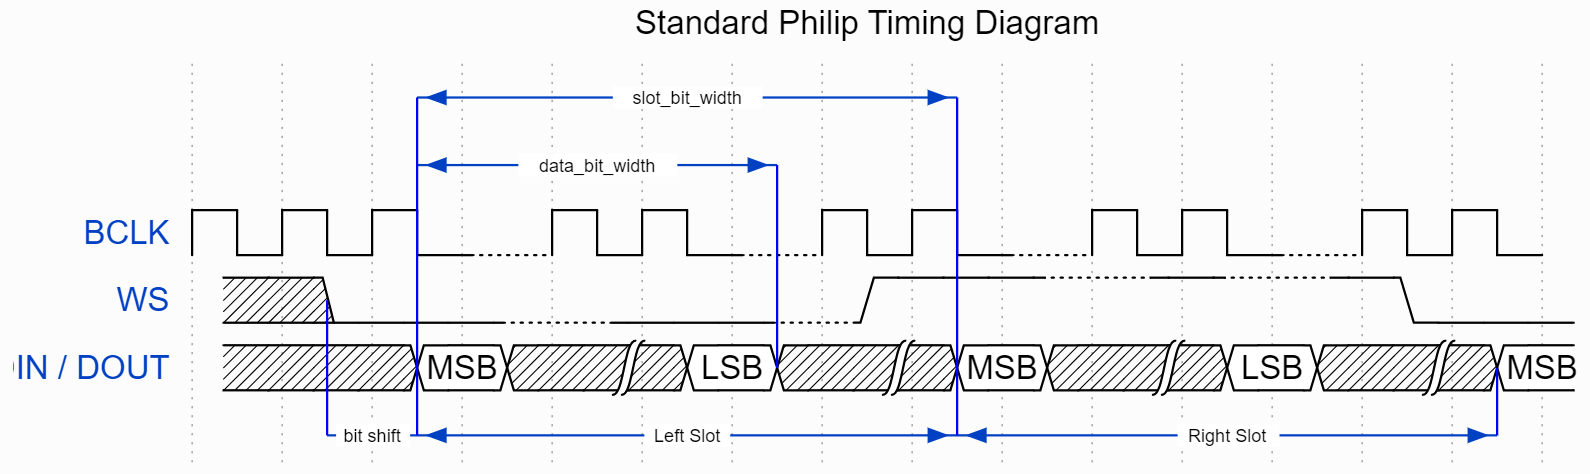 Standard Philip Timing Diagram
slot_bit_width
data_bit_width
BCLK
WS
IN / DOUT
MSB
LSB
MSB
LSB
MSB
bit shift
Left Slot
Right Slot